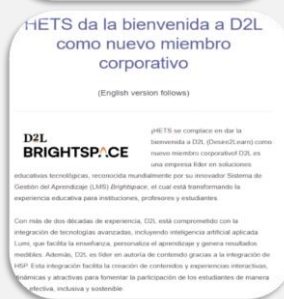 HETS da la bienvenida a D2L
como nuevo miembro
corporativo
(English version follows)
D2L
BRIGHTSPACE
¡HETS se complace en dar la
bienvenida a D2L (Desire2Learn) como
nuevo miembro corporativo! D2L es
una empresa líder en soluciones
educativas tecnológicas, reconocida mundialmente por su innovador Sistema de
Gestión del Aprendizaje (LMS) Brightspace, el cual está transformando la
experiencia educativa para instituciones, profesores y estudiantes.
Con más de dos décadas de experiencia, D2L está comprometido con la
integración de tecnologías avanzadas, incluyendo inteligencia artificial aplicada
Lumi, que facilita la enseñanza, personaliza el aprendizaje y genera resultados
medibles. Además, D2L es líder en autoría de contenido gracias a la integración de
H5P. Esta integración facilita la creación de contenidos y experiencias interactivas,
dinámicas y atractivas para fomentar la participación de los estudiantes de manera
efectiva, inclusiva y sostenible.